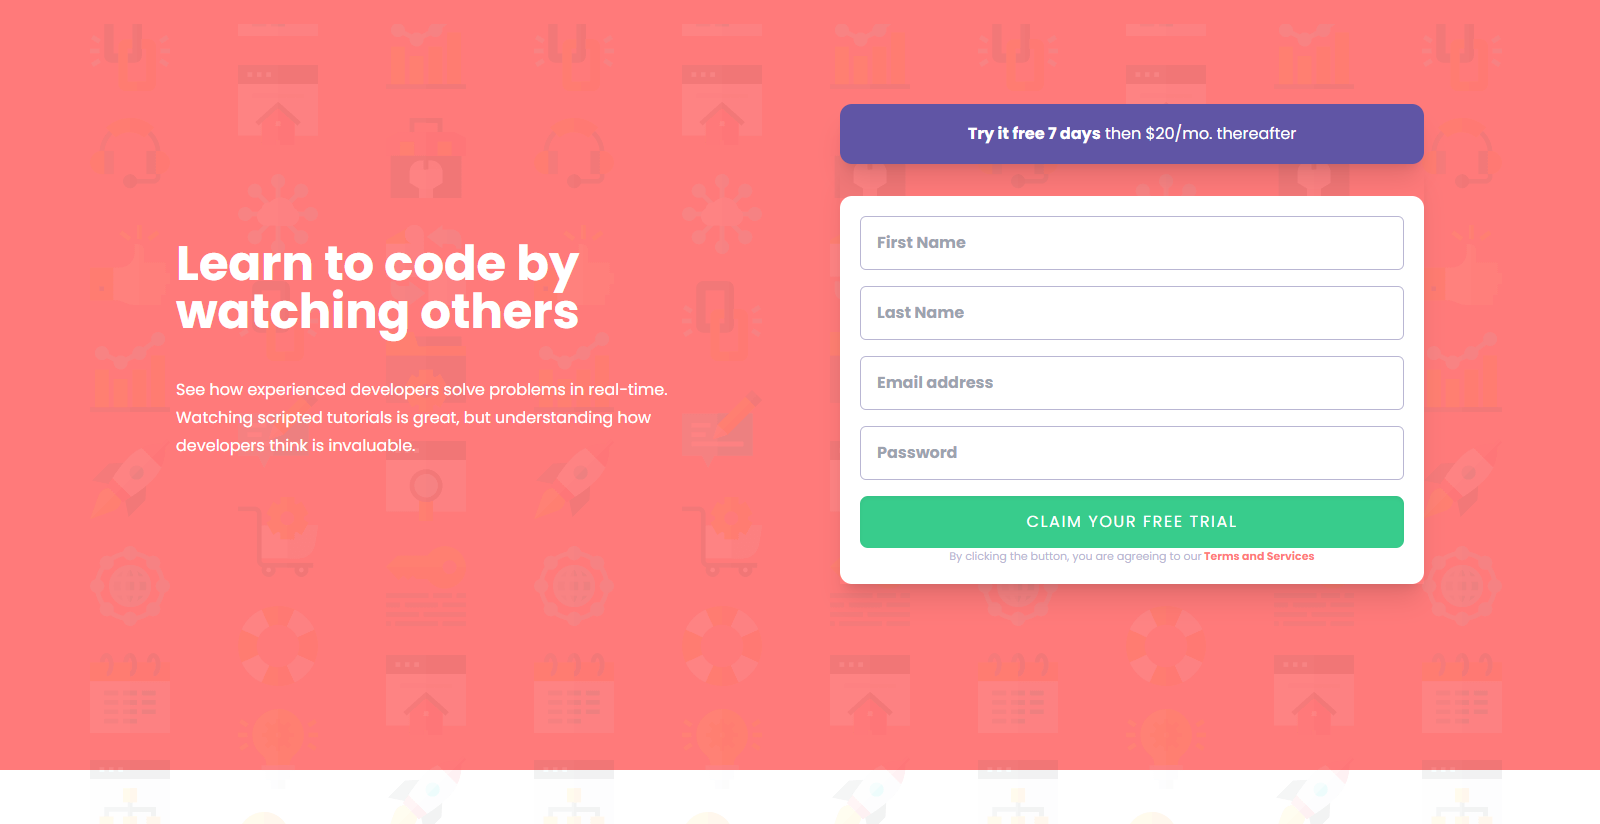 Learn to code by
watching others
See how experienced developers solve problems in real-time.
Watching scripted tutorials is great, but understanding how
developers think is invaluable.
Try it free 7 days then $20/mo. thereafter
First Name
Last Name
Email address
Password
CLAIM YOUR FREE TRIAL
By clicking the button, you are agreeing to our Terms and Services